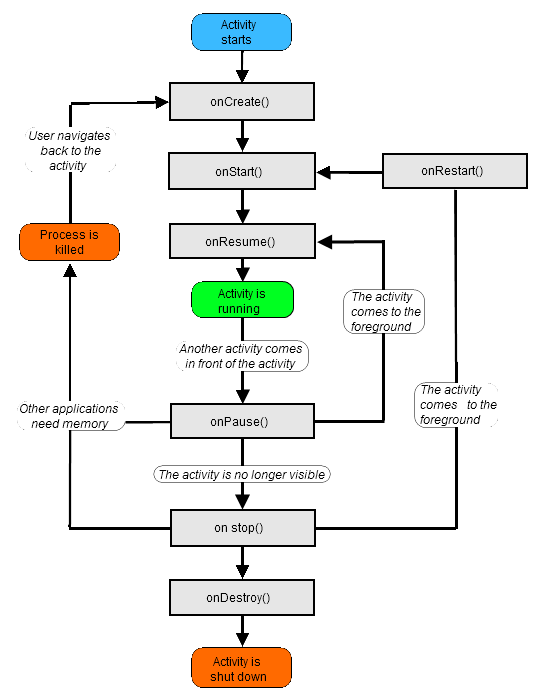 Activity
starts
onCreate()
User navigates
back to the
activity
onStart()
onRestart()
Process is
killed
onResume()
Activity is
running
The activity
comes to the
foreground
Another activity comes
in front of the activity
The activity
comes to the
foreground
Other applications
need memory
onPause()
The activity is no longer visible
on stop()
onDestroy()
Activity is
shut down